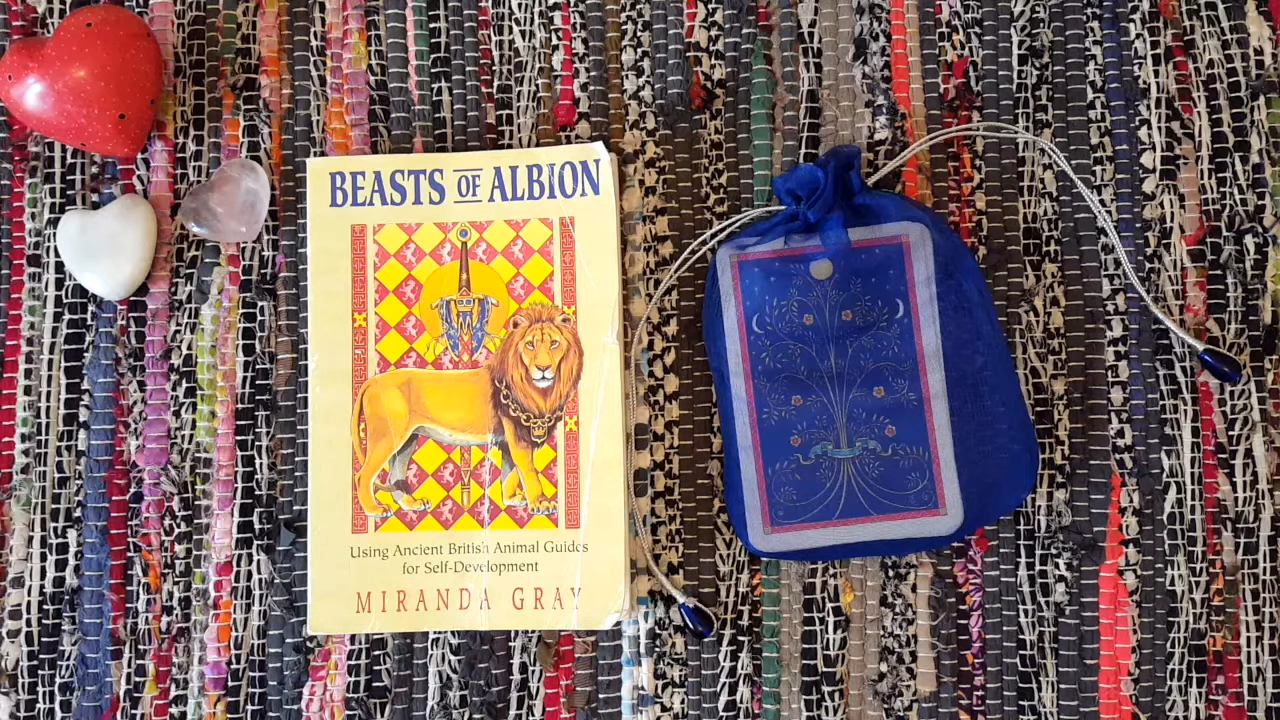 BEASTS OF ALBION
Using Ancient British Animal Guides
for Self-Development
MIRANDA GRAY